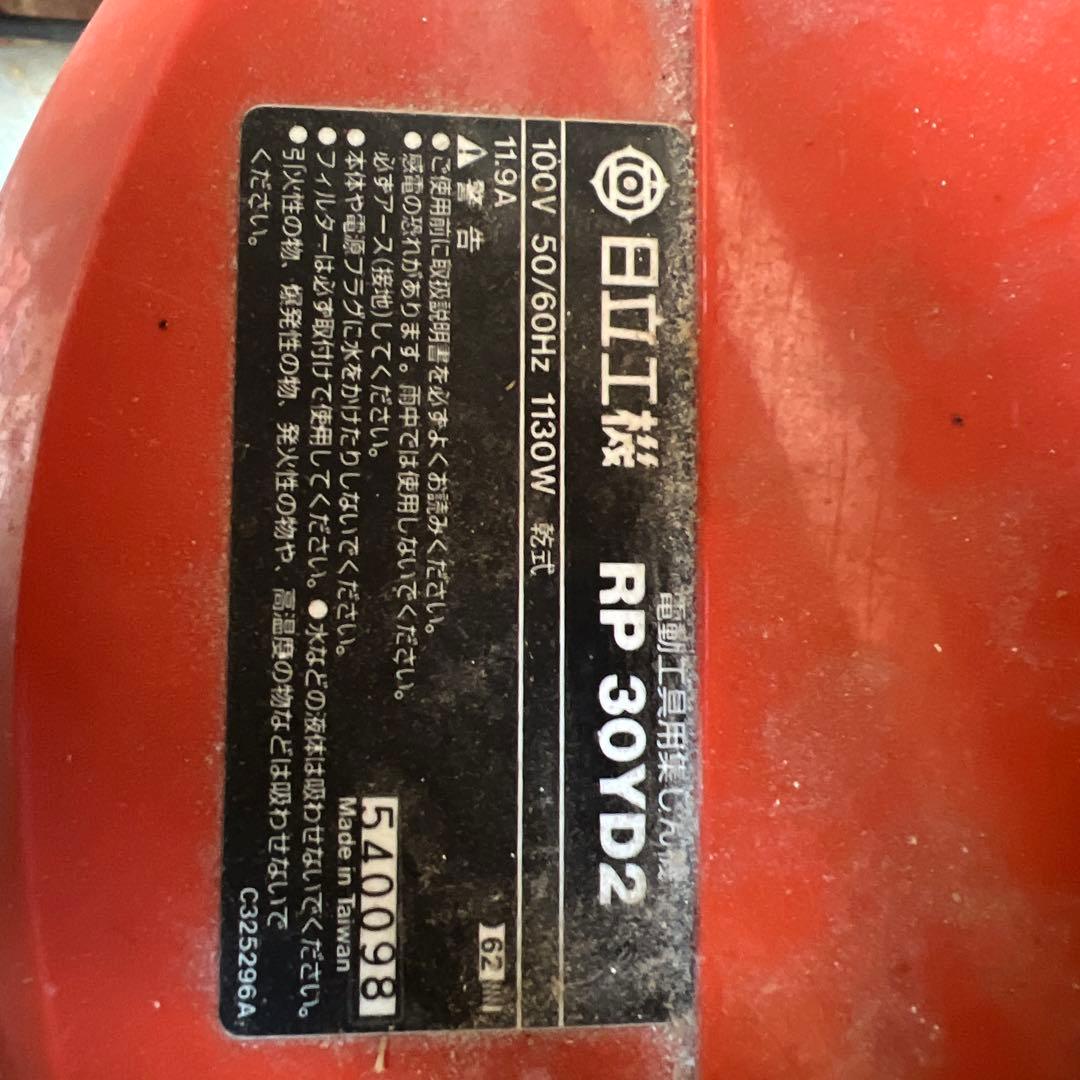 電動工具用集じん機
日立工機 RP 30YD2
100V 50/60Hz 1130W 乾式
11.9A
62
⚠警告
●ご使用前に取扱説明書を必ずよくお読みください。
●感電の恐れがあります。雨中では使用しないでください。
必ずアース(接地)してください。
●本体や電源プラグに水をかけたりしないでください。
●フィルターは必ず取付けて使用してください。●水などの液体は吸わせないでください。
●引火性の物、爆発性の物、発火性の物や、高温度の物などは吸わせないで
ください。
540098
Made in Taiwan
C325296A